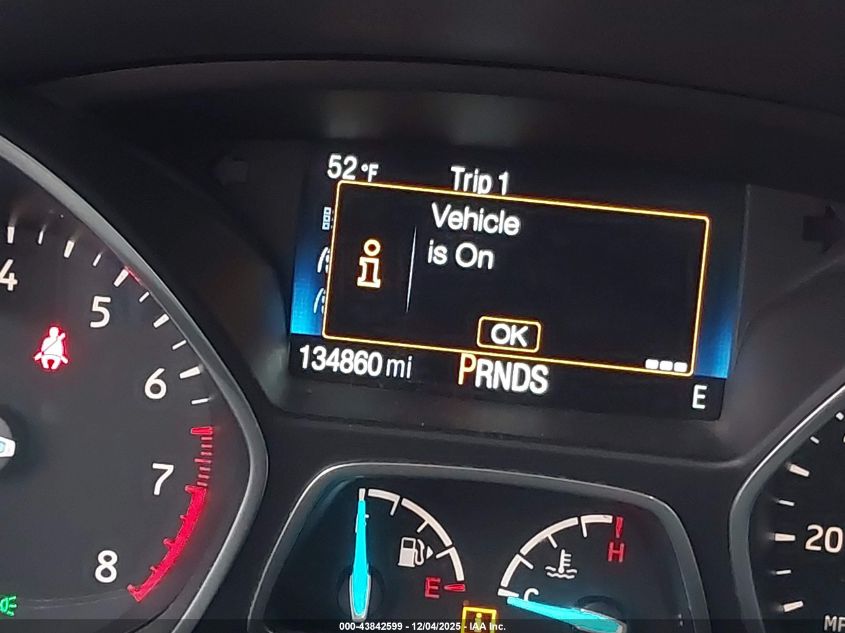 52°F Trip 1
Vehicle
is On
OK
134860 mi PRNDS E
4
5
6
7
8
E
C
H
20
000-43842599 - 12/04/2025 - IAA Inc.